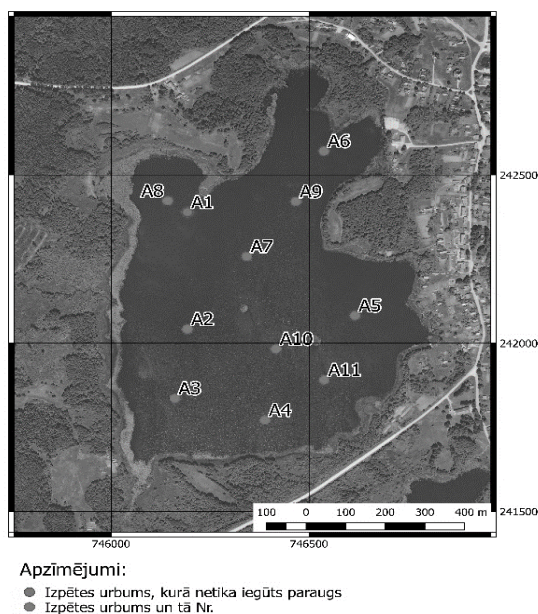 A6
A8
A1
A9
242500
A7
A2
A5
A10
242000
A3
A11
A4
100 0 100 200 300 400 m
241500
746000 746500
Apzīmējumi:
Izpētes urbums, kurā netika iegūts paraugs
Izpētes urbums un tā Nr.